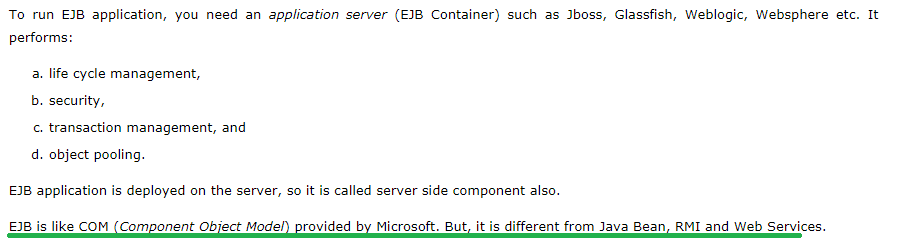 To run EJB application, you need an application server (EJB Container) such as Jboss, Glassfish, Weblogic, Websphere etc. It
performs:
a. life cycle management,
b. security,
c. transaction management, and
d. object pooling.
EJB application is deployed on the server, so it is called server side component also.
EJB is like COM (Component Object Model) provided by Microsoft. But, it is different from Java Bean, RMI and Web Services.